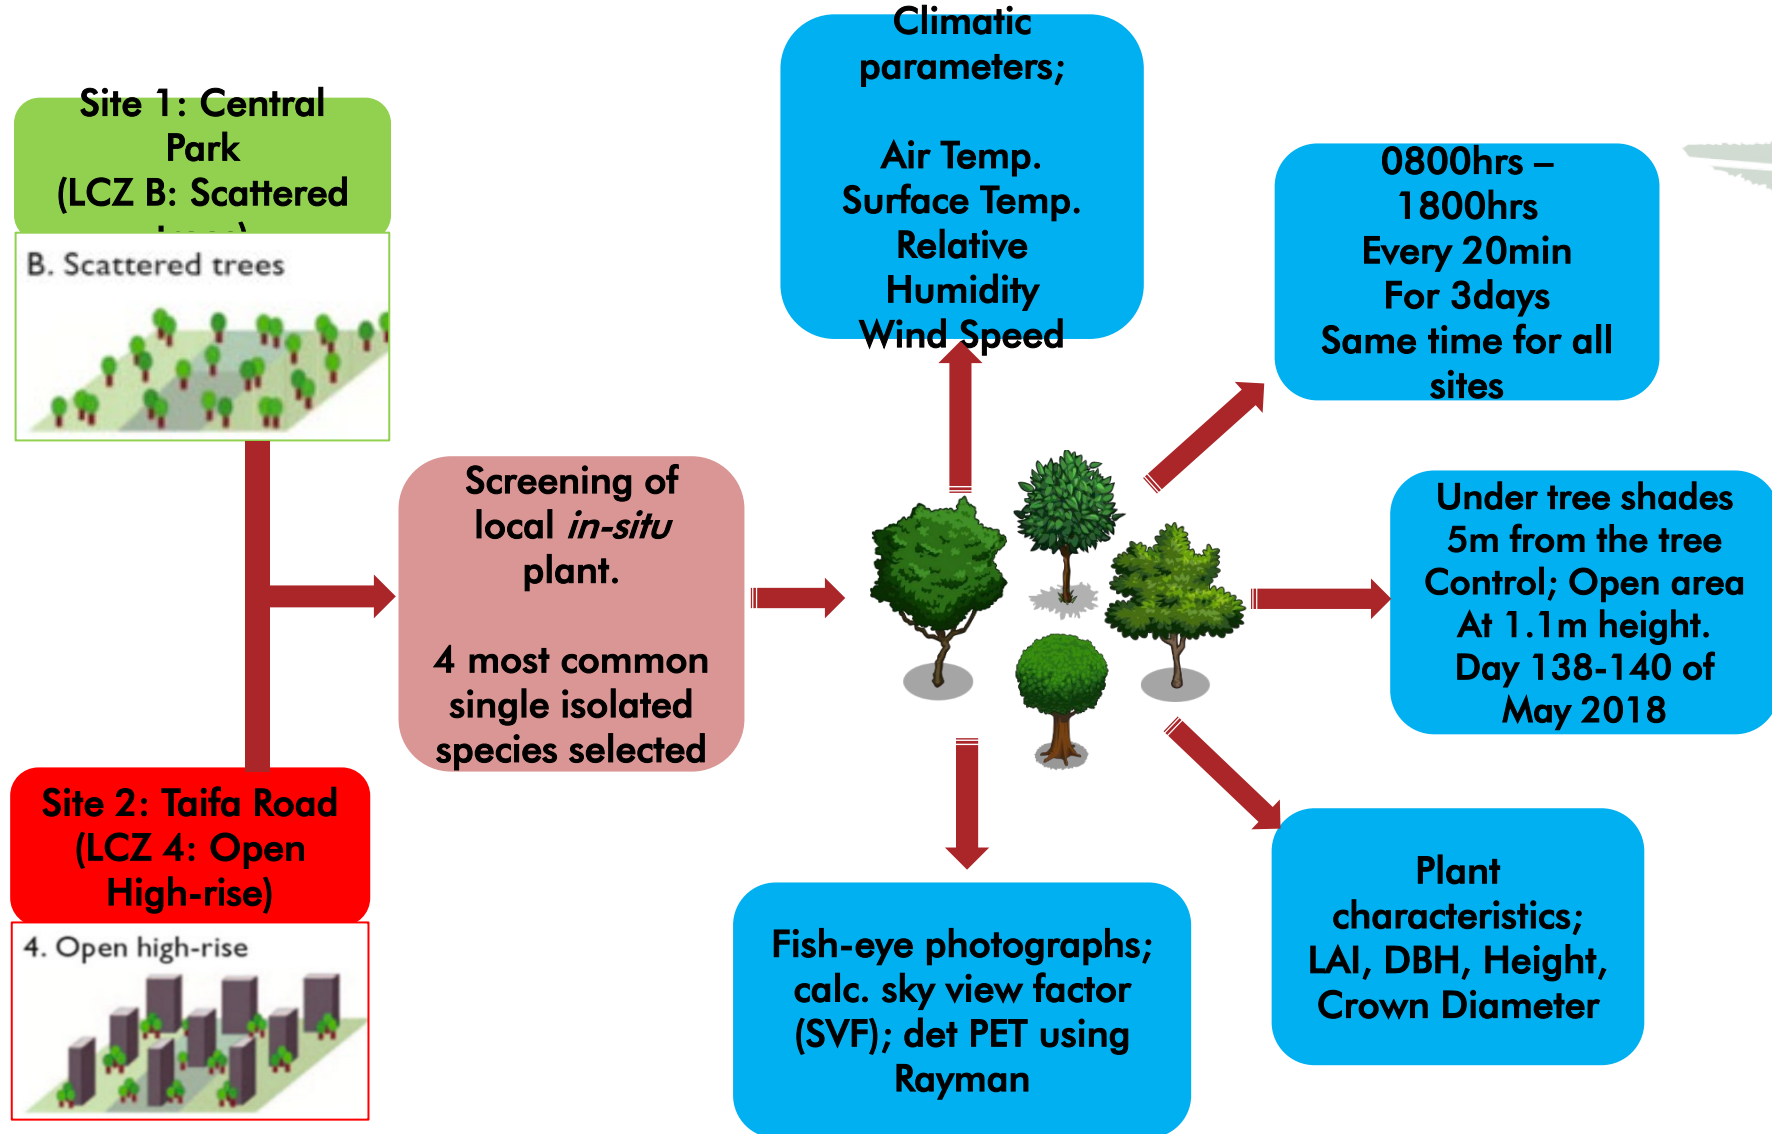 Site 1: Central
Park
(LCZ B: Scattered
B. Scattered trees
Site 2: Taifa Road
(LCZ 4: Open
High-rise)
4. Open high-rise
Screening of
local in-situ
plant.
4 most common
single isolated
species selected
Climatic
parameters;
Air Temp.
Surface Temp.
Relative
Humidity
Wind Speed
0800hrs –
1800hrs
Every 20min
For 3days
Same time for all
sites
Under tree shades
5m from the tree
Control; Open area
At 1.1m height.
Day 138-140 of
May 2018
Plant
characteristics;
LAI, DBH, Height,
Crown Diameter
Fish-eye photographs;
calc. sky view factor
(SVF); det PET using
Rayman